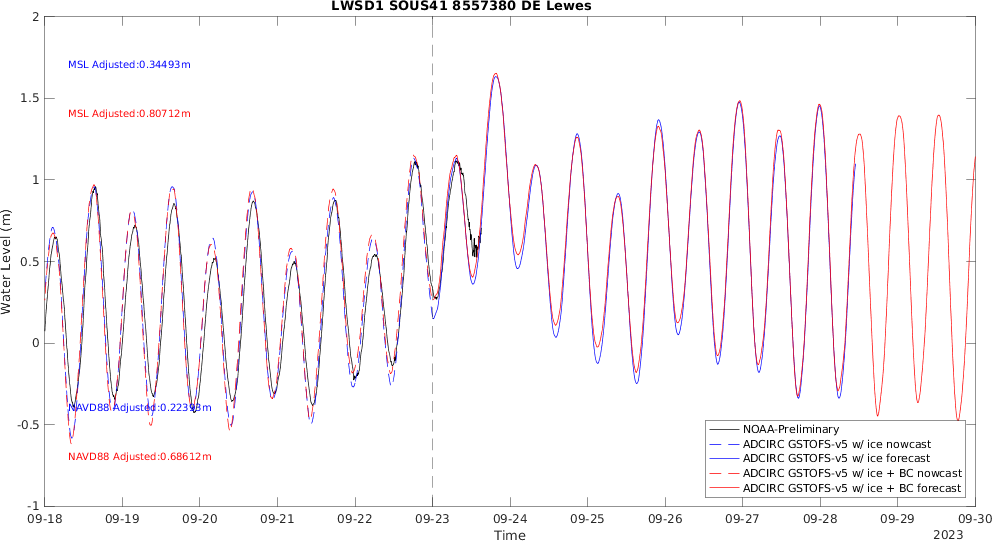 LWSD1 SOUS41 8557380 DE Lewes
2
1.5
1
0.5
0
-0.5
-1
Water Level (m)
MSL Adjusted:0.34493m
MSL Adjusted:0.80712m
NAVD88 Adjusted:0.22393m
NAVD88 Adjusted:0.68612m
NOAA-Preliminary
ADCIRC GSTOFS-v5 w/ ice nowcast
ADCIRC GSTOFS-v5 w/ ice forecast
ADCIRC GSTOFS-v5 w/ ice + BC nowcast
ADCIRC GSTOFS-v5 w/ ice + BC forecast
09-18 09-19 09-20 09-21 09-22 09-23 09-24 09-25 09-26 09-27 09-28 09-29 09-30
Time
2023